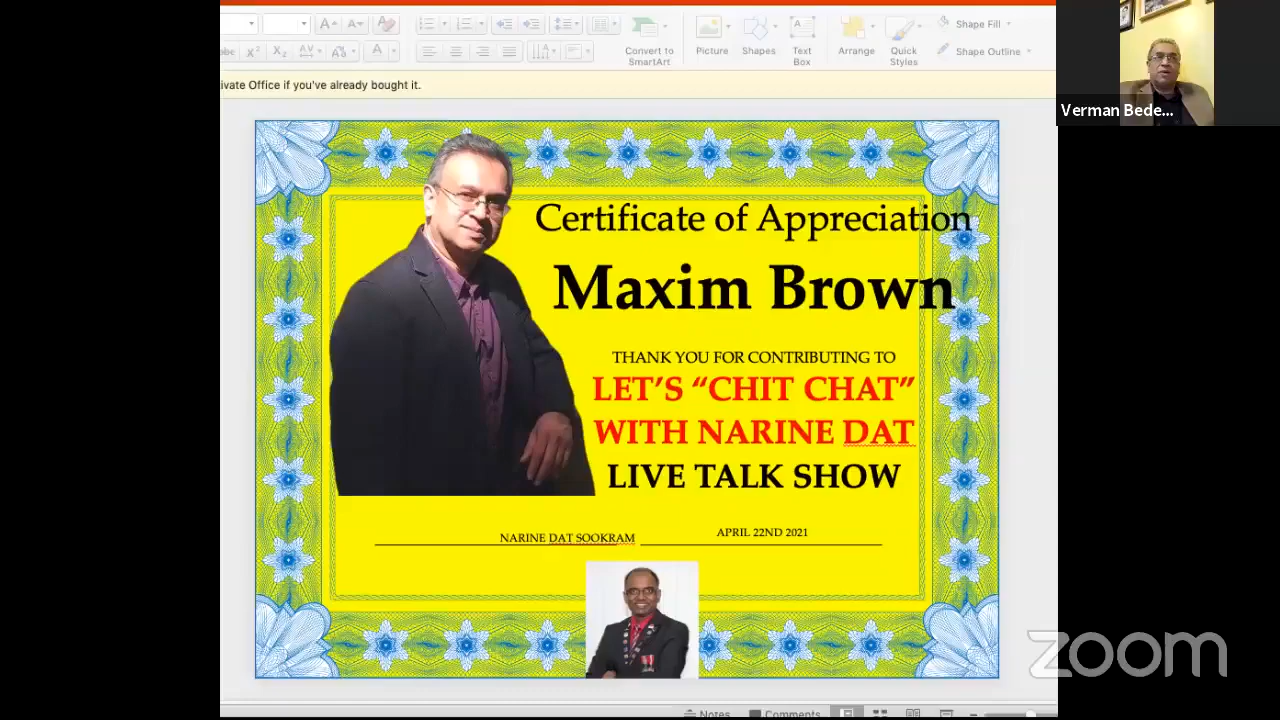 Convert to
SmartArt
Picture
Shapes
Text
Box
Arrange
Quick
Styles
Shape Fill
Shape Outline
ivate Office if you've already bought it.
Verman Bede...
Certificate of Appreciation
Maxim Brown
THANK YOU FOR CONTRIBUTING TO
LET'S “CHIT CHAT”
WITH NARINE DAT
LIVE TALK SHOW
NARINE DAT SOOKRAM
APRIL 22ND 2021
zoom
Notes
Comments